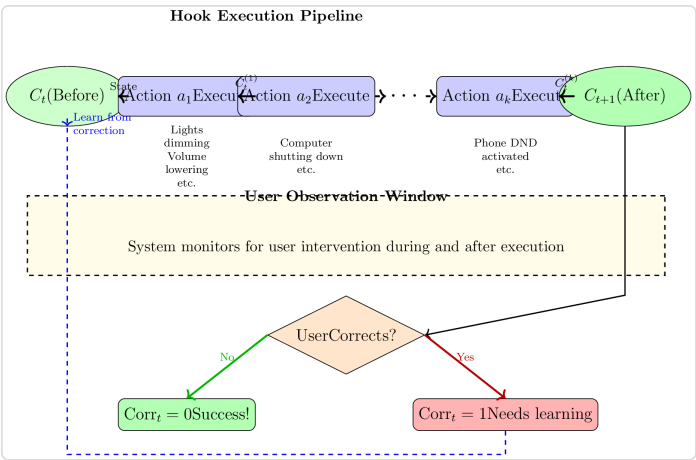 Hook Execution Pipeline
C_t(Before)
State
Action a_1Execute
C_t^(1)
Action a_2Execute
···
Action a_kExecute
C_t^(k)
C_{t+1}(After)
Learn from
correction
Lights
dimming
Volume
lowering
etc.
Computer
shutting down
etc.
Phone DND
activated
etc.
User Observation Window
System monitors for user intervention during and after execution
UserCorrects?
No
Yes
Corr_t = 0Success!
Corr_t = 1Needs learning